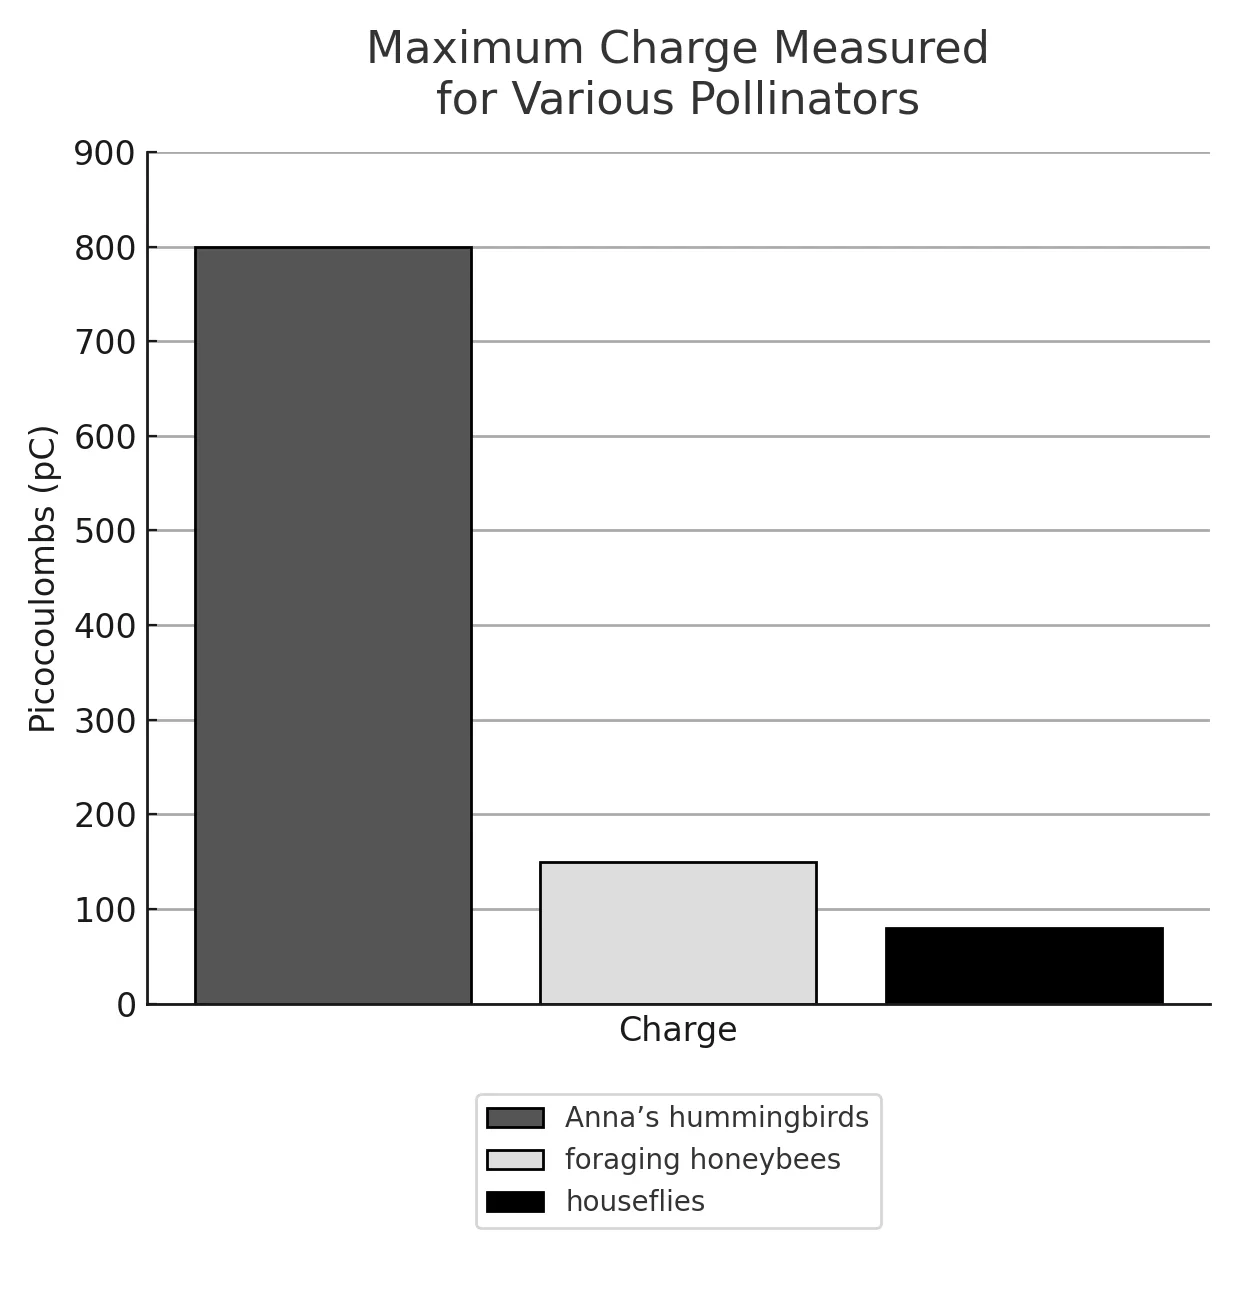 Maximum Charge Measured
for Various Pollinators
Picocoulombs (pC)
900
800
700
600
500
400
300
200
100
0
Charge
Anna’s hummingbirds
foraging honeybees
houseflies